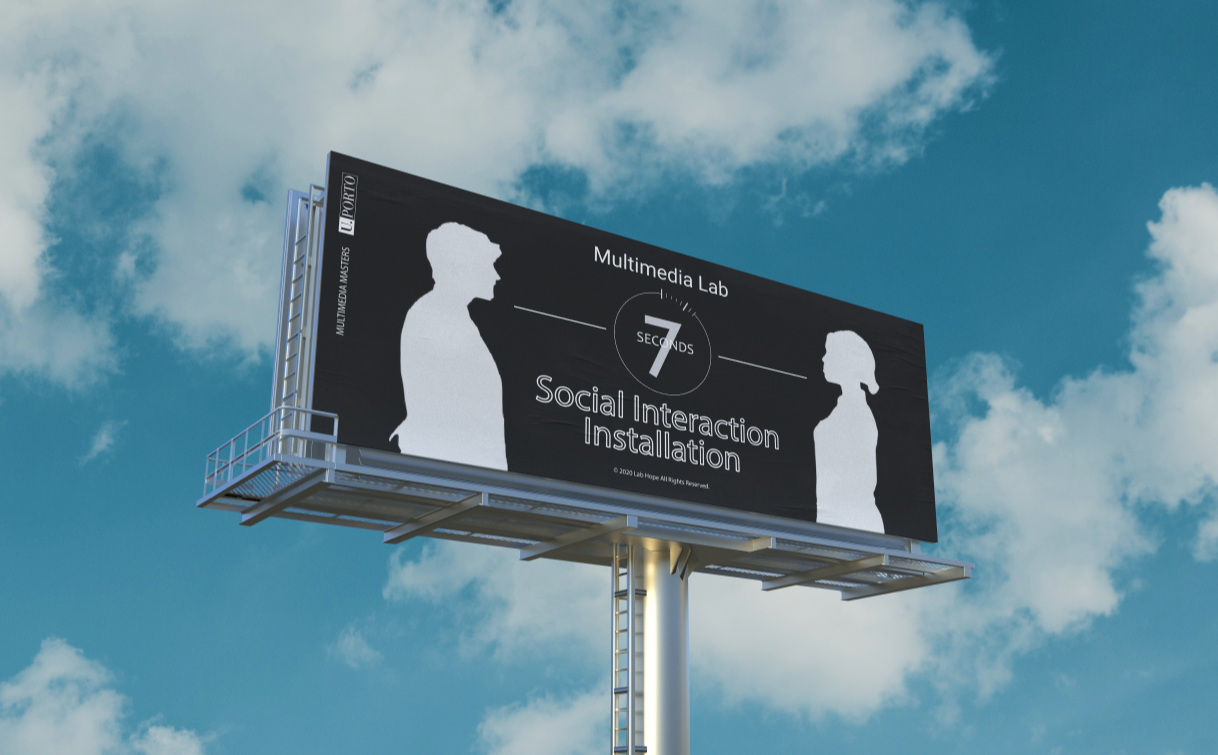 U.PORTO
MULTIMEDIA MASTERS
Multimedia Lab
7
SECONDS
Social Interaction
Installation
© 2020 Lab Hope All Rights Reserved.